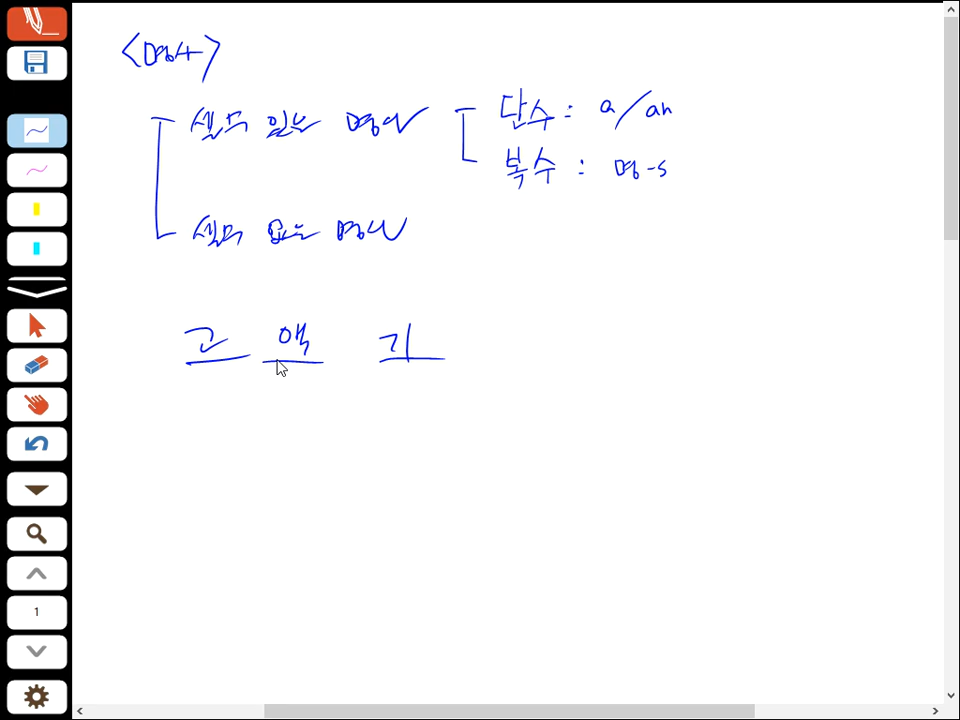 <명사>
셀 수 있는 명사 단수 : a/an
복수 : 명-s
셀 수 없는 명사
고 액 기
1